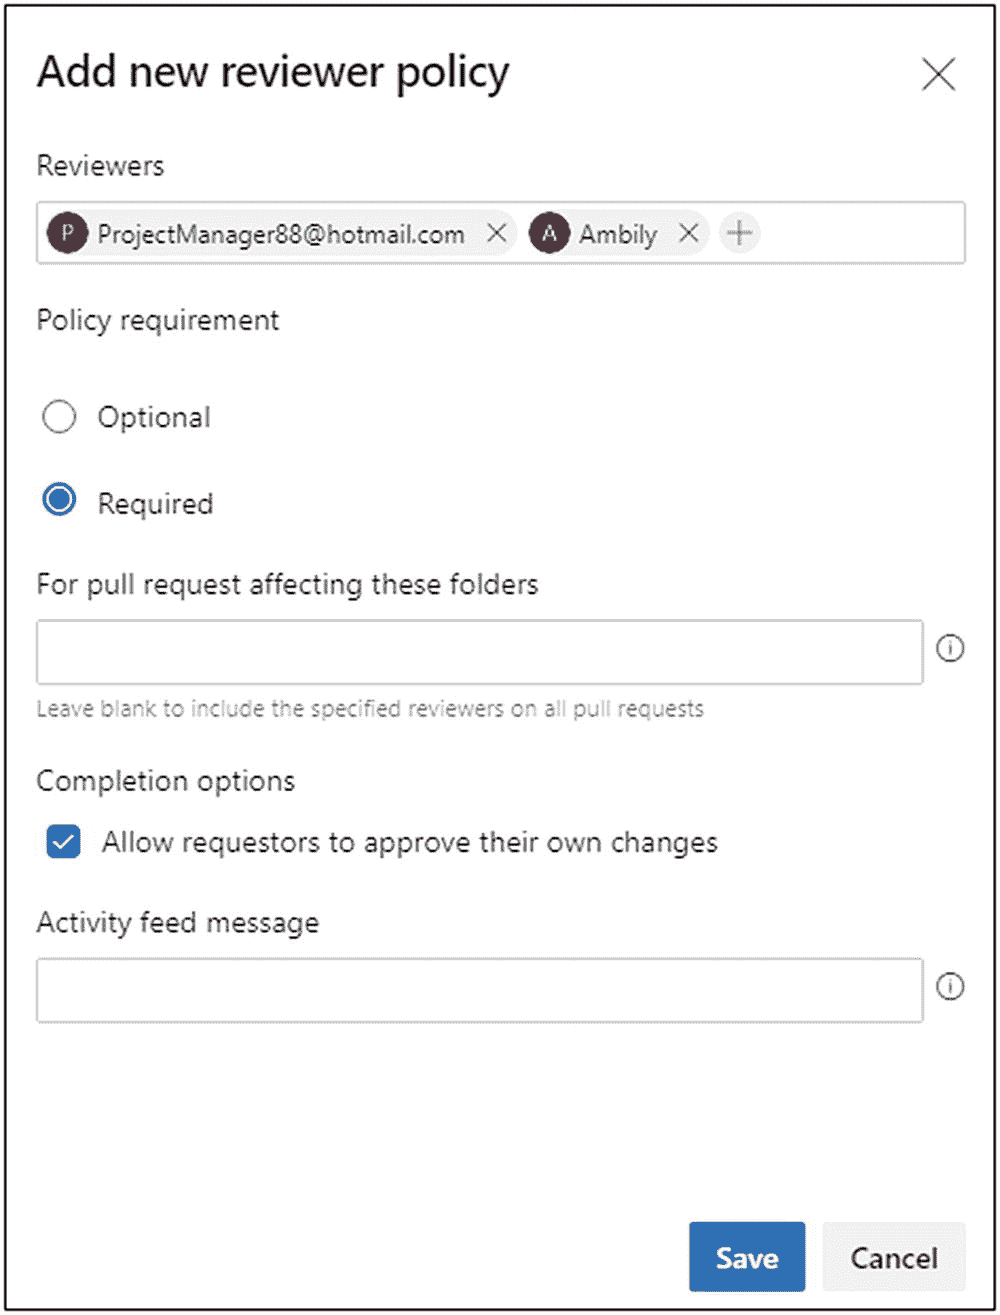 Add new reviewer policy
Reviewers
P ProjectManager88@hotmail.com A Ambily
Policy requirement
Optional
Required
For pull request affecting these folders
Leave blank to include the specified reviewers on all pull requests
Completion options
Allow requestors to approve their own changes
Activity feed message
Save Cancel